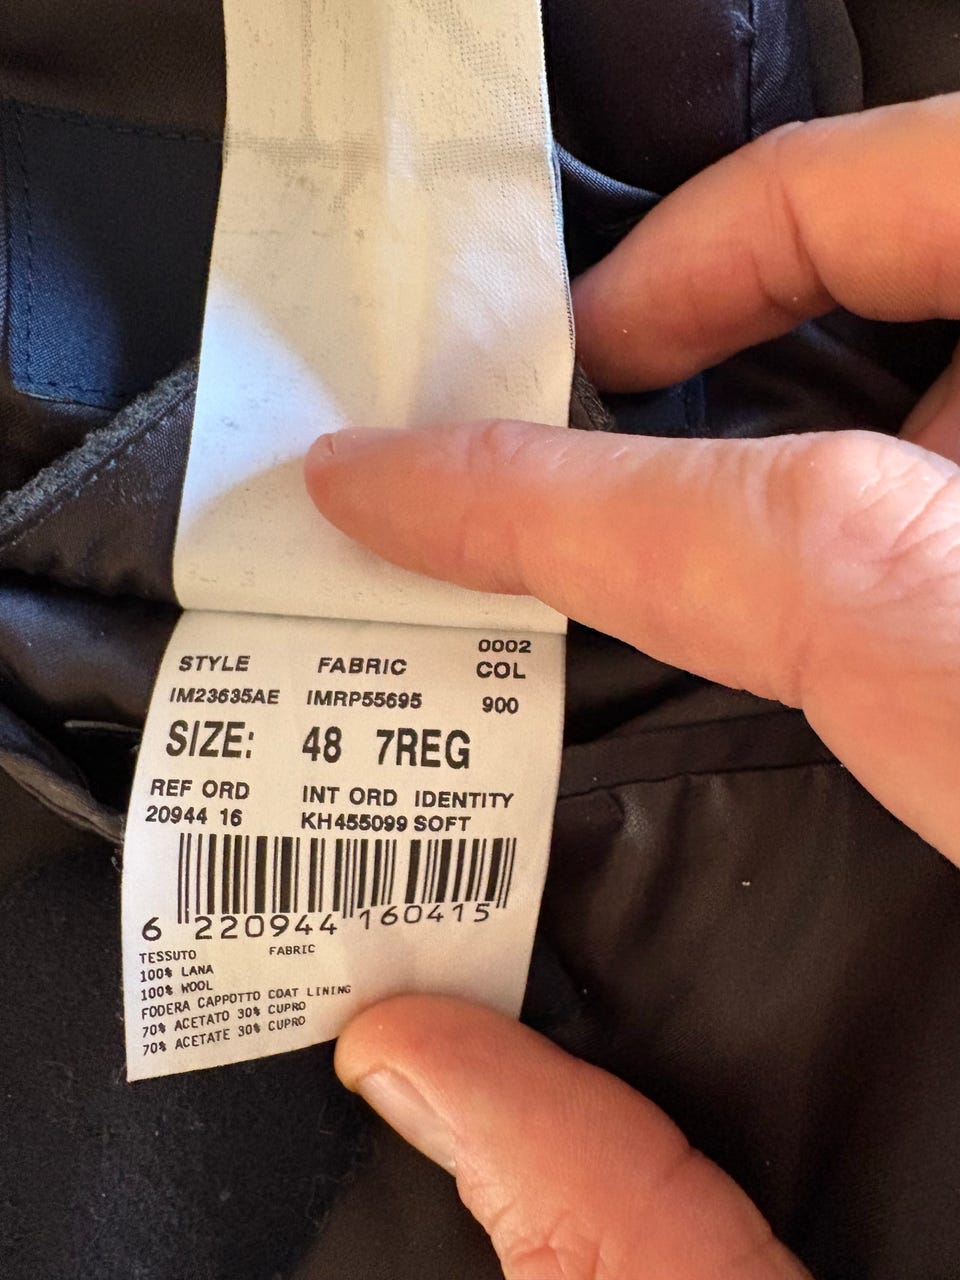 0002
STYLE FABRIC COL
IM23635AE IMRP55695 900
SIZE: 48 7REG
REF ORD INT ORD IDENTITY
20944 16 KH455099 SOFT
6 220944 160415
TESSUTO FABRIC
100% LANA
100% WOOL
FODERA CAPPOTTO COAT LINING
70% ACETATO 30% CUPRO
70% ACETATE 30% CUPRO